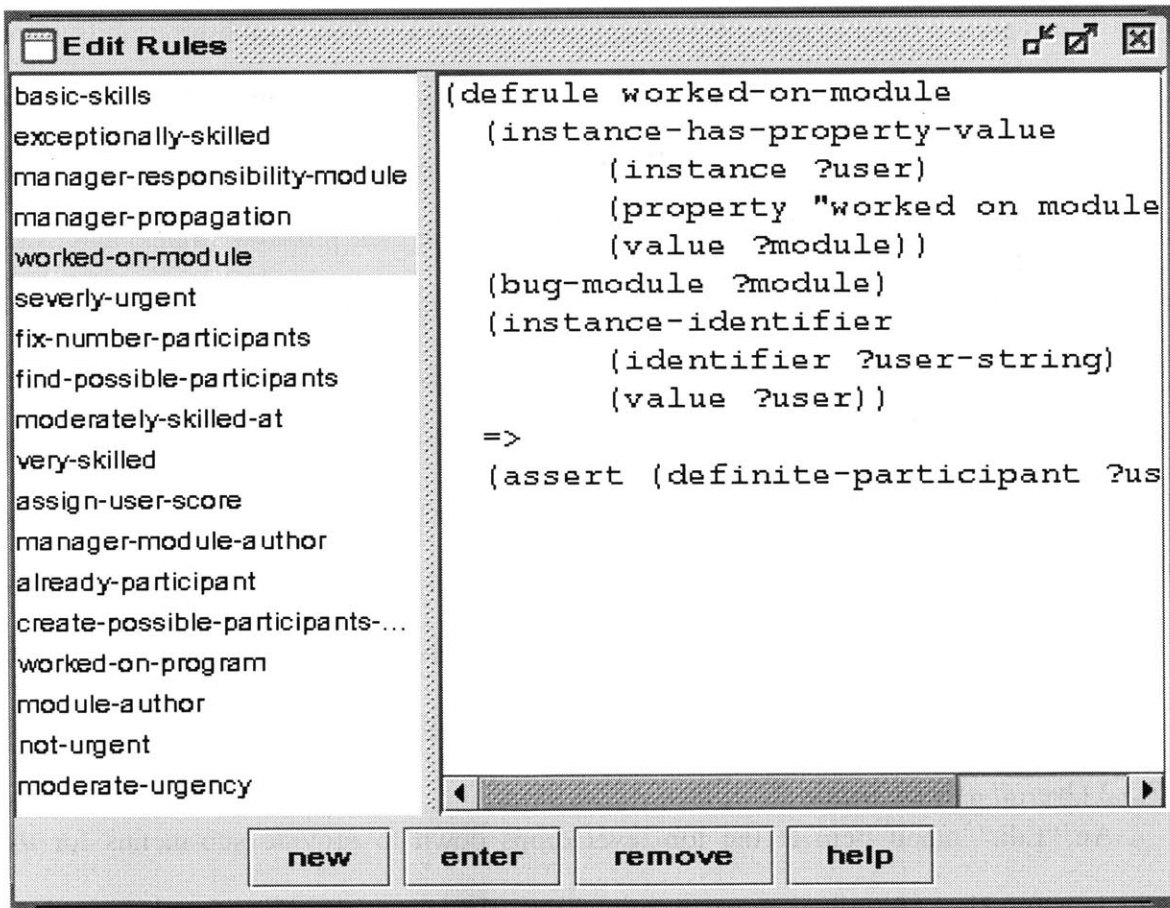 Edit Rules
basic-skills
exceptionally-skilled
manager-responsibility-module
manager-propagation
worked-on-module
severly-urgent
fix-number-participants
find-possible-participants
moderately-skilled-at
very-skilled
assign-user-score
manager-module-author
already-participant
create-possible-participants-...
worked-on-program
module-author
not-urgent
moderate-urgency
(defrule worked-on-module
(instance-has-property-value
(instance ?user)
(property "worked on module
(value ?module))
(bug-module ?module)
(instance-identifier
(identifier ?user-string)
(value ?user))
=>
(assert (definite-participant ?us
new enter remove help